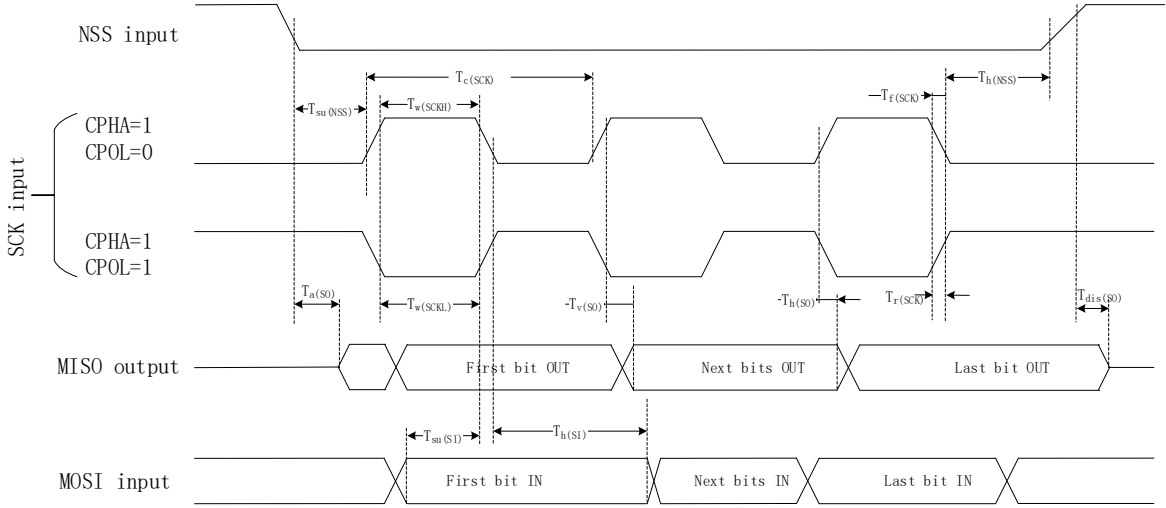 NSS input
Tc(SCK)
Th(NSS)
Tsu(NSS)
Tw(SCKH)
Tf(SCK)
SCK input
CPHA=1
CPOL=0
CPHA=1
CPOL=1
Ta(SO)
Tw(SCKL)
Tv(SO)
Th(SO)
Tr(SCK)
Tdis(SO)
MISO output
First bit OUT
Next bits OUT
Last bit OUT
Tsu(SI)
Th(SI)
MOSI input
First bit IN
Next bits IN
Last bit IN